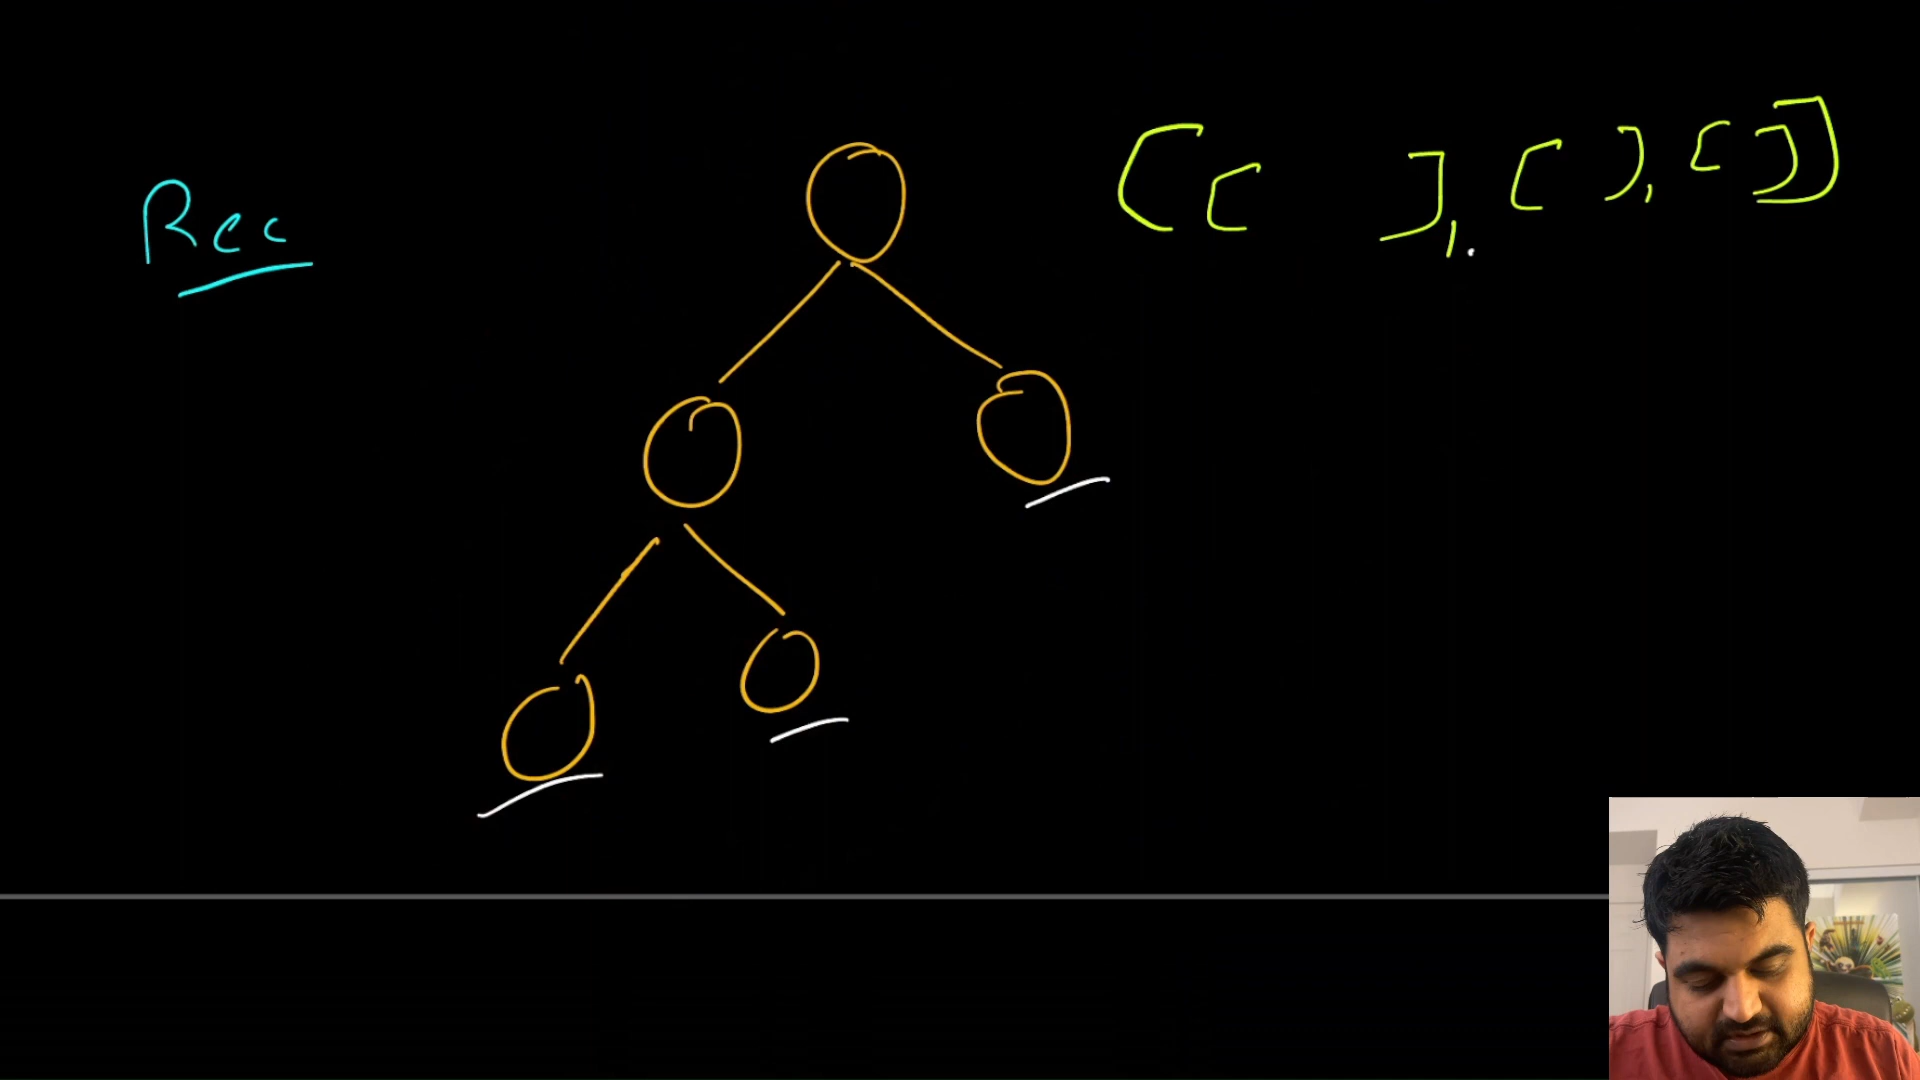 Rec
[[ ], [ ], [ ]]